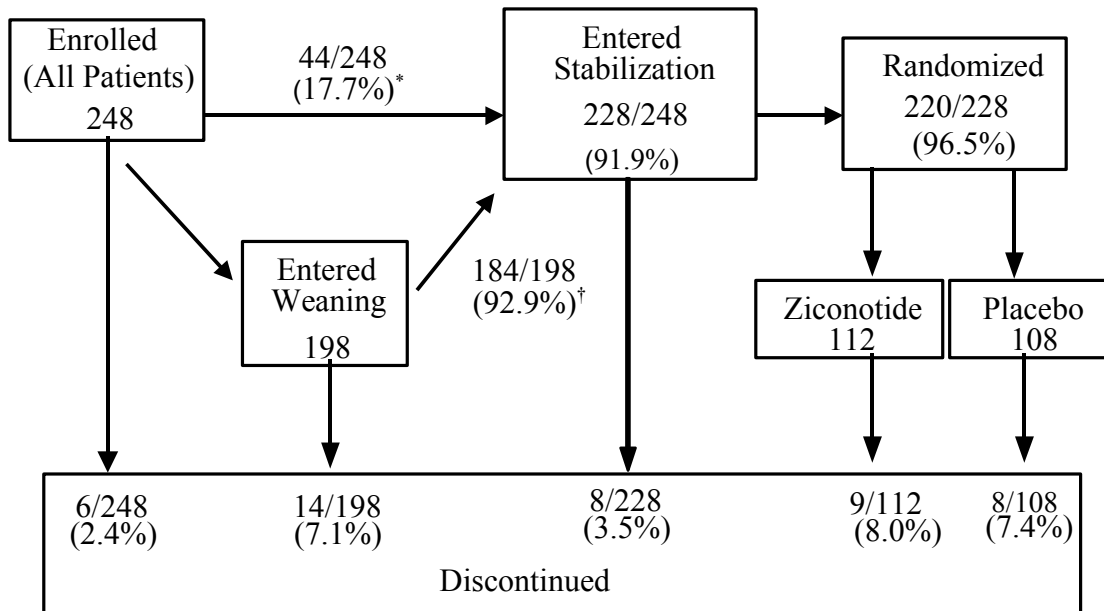 Enrolled
(All Patients)
248
44/248
(17.7%)*
Entered
Stabilization
228/248
(91.9%)
Randomized
220/228
(96.5%)
Entered
Weaning
198
184/198
(92.9%)†
Ziconotide
112
Placebo
108
6/248
(2.4%)
14/198
(7.1%)
8/228
(3.5%)
9/112
(8.0%)
8/108
(7.4%)
Discontinued